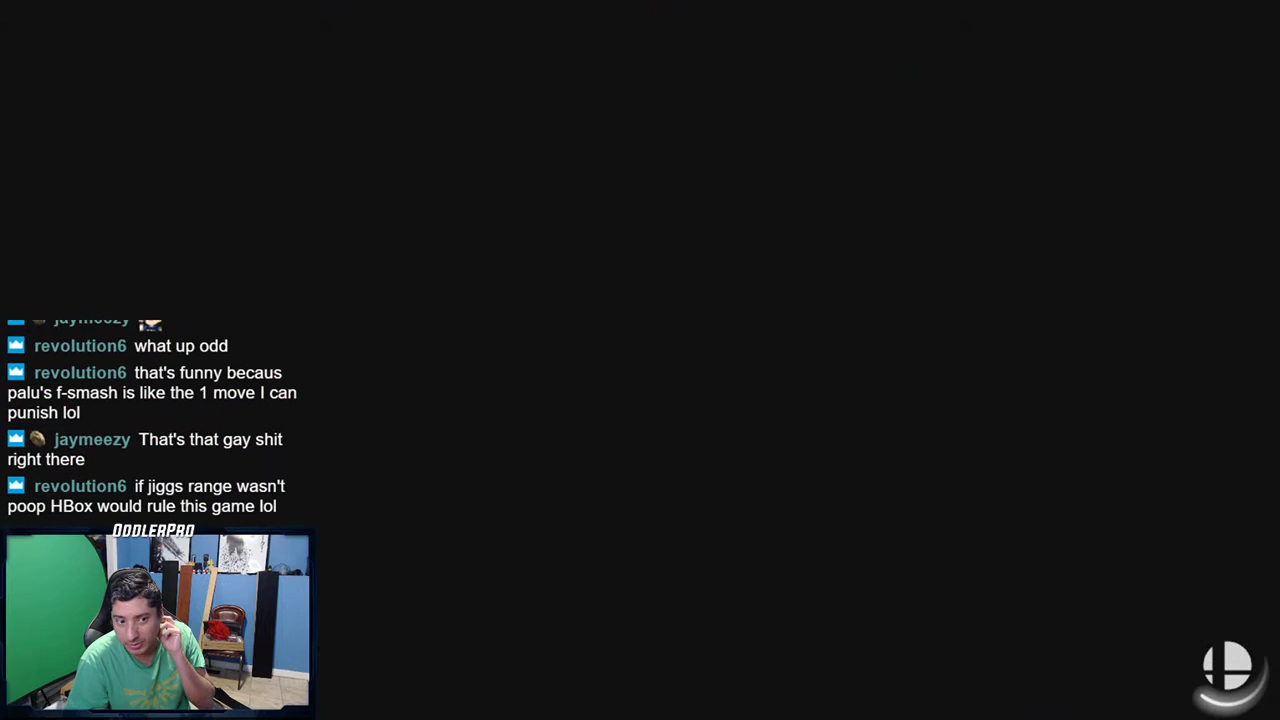 jaymeezy
revolution6 what up odd
revolution6 that's funny becaus
palu's f-smash is like the 1 move I can
punish lol
jaymeezy That's that gay shit
right there
revolution6 if jiggs range wasn't
poop HBox would rule this game lol
ODDLERPRO